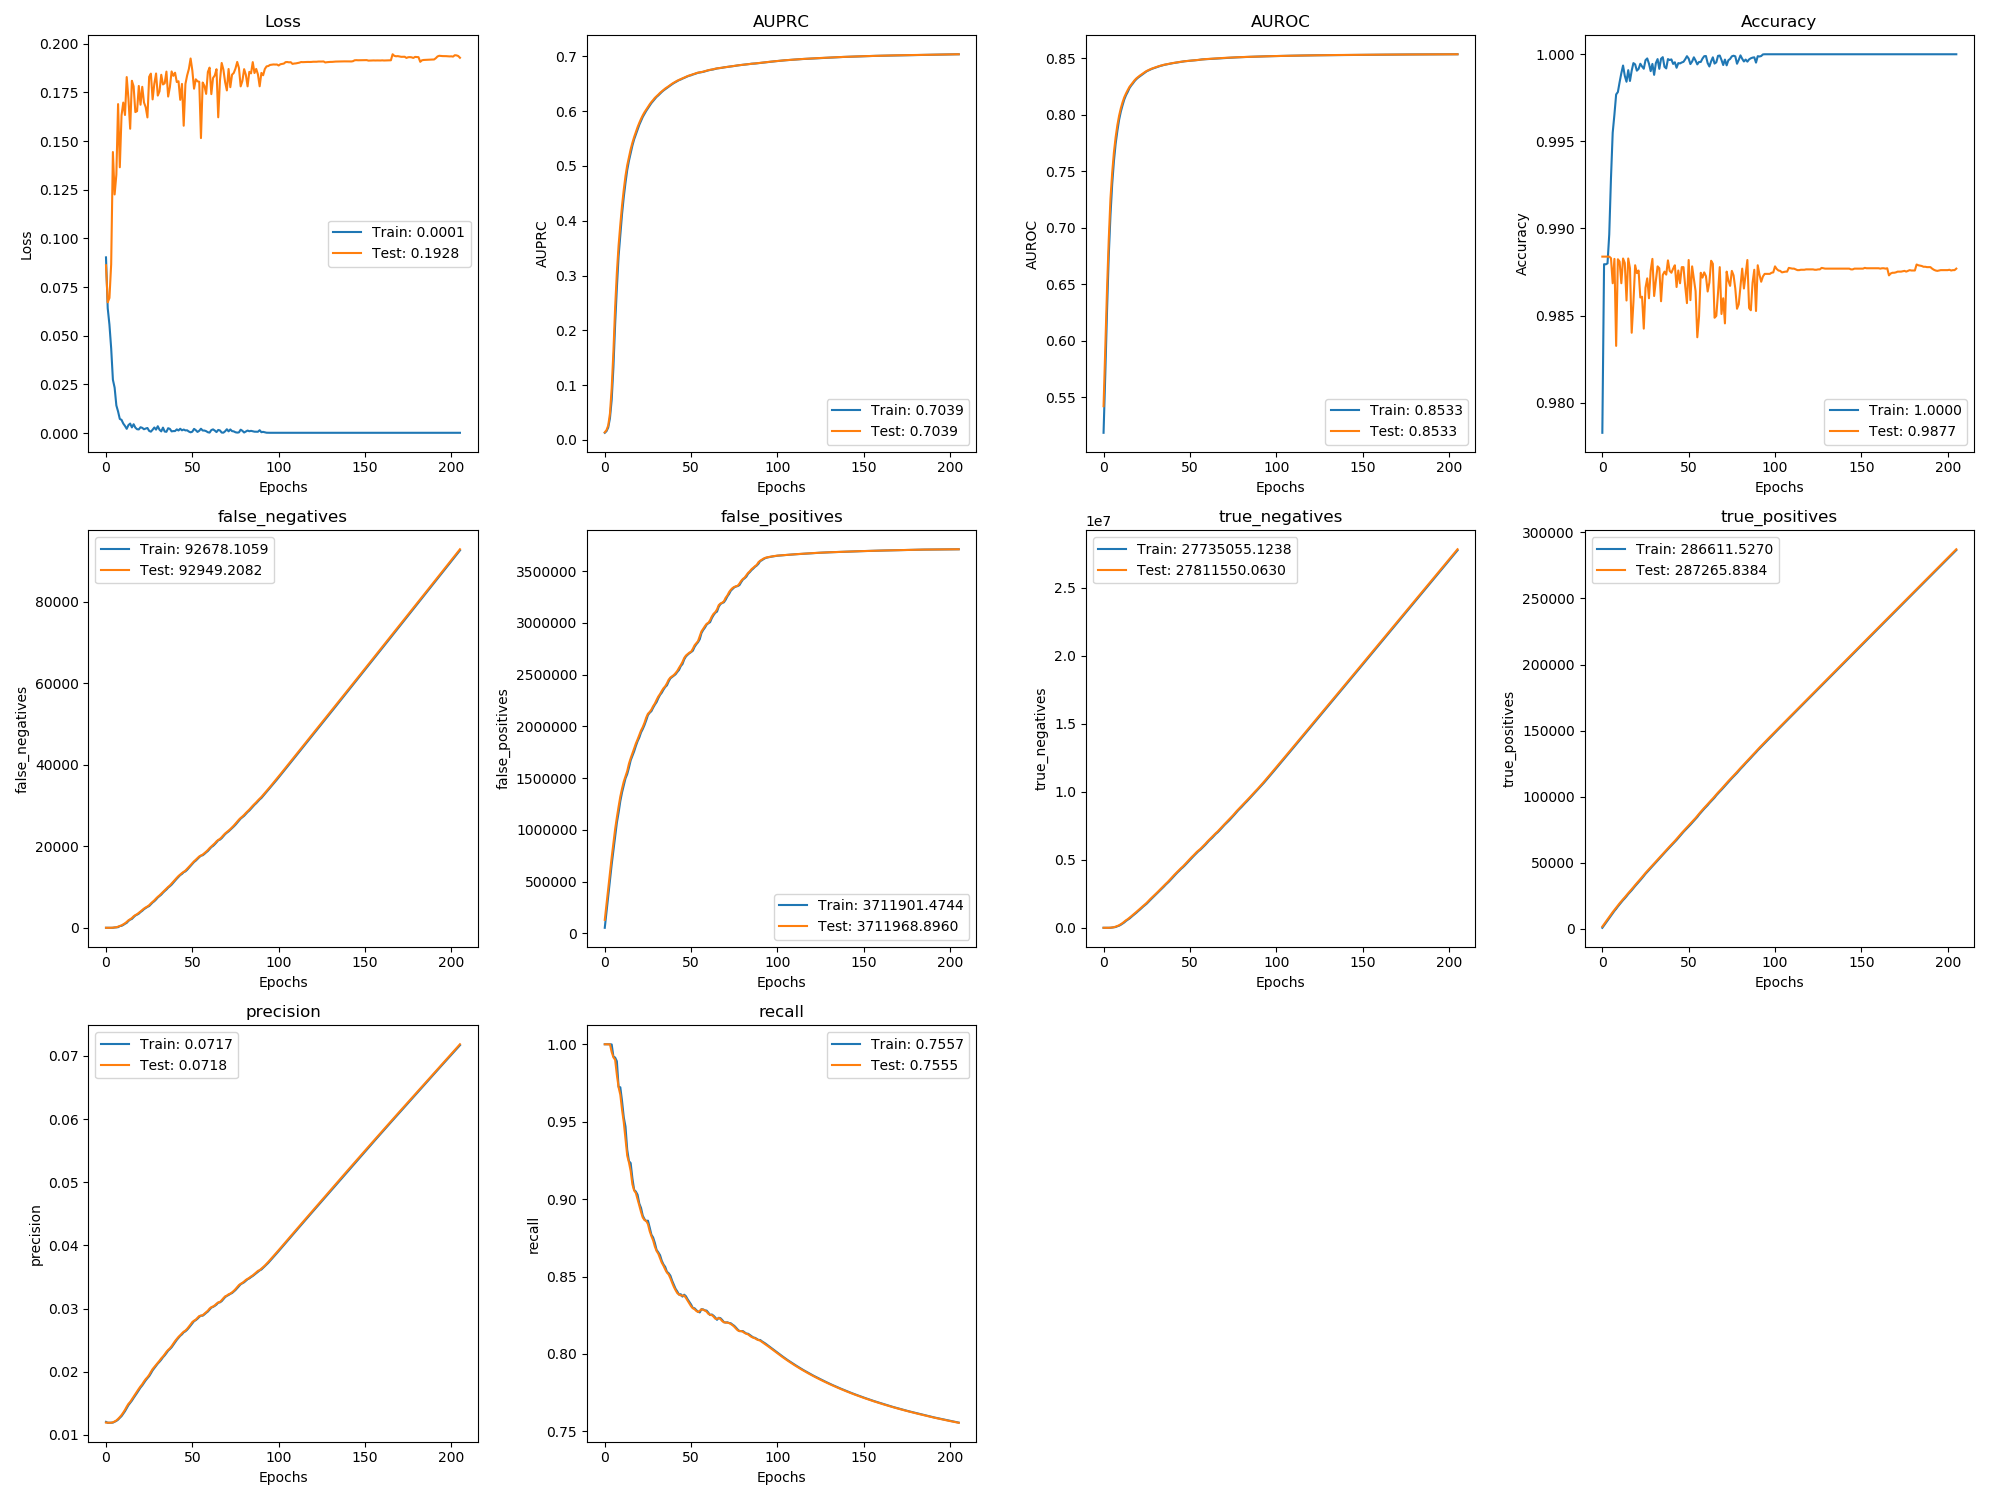 Loss
0.200
0.175
0.150
0.125
0.100
0.075
0.050
0.025
0.000
Loss
Train: 0.0001
Test: 0.1928
0 50 100 150 200
Epochs
AUPRC
0.7
0.6
0.5
0.4
0.3
0.2
0.1
0.0
AUPRC
Train: 0.7039
Test: 0.7039
0 50 100 150 200
Epochs
AUROC
0.85
0.80
0.75
0.70
0.65
0.60
0.55
AUROC
Train: 0.8533
Test: 0.8533
0 50 100 150 200
Epochs
Accuracy
1.000
0.995
0.990
0.985
0.980
Accuracy
Train: 1.0000
Test: 0.9877
0 50 100 150 200
Epochs
false_negatives
Train: 92678.1059
Test: 92949.2082
80000
60000
40000
20000
0
false_negatives
0 50 100 150 200
Epochs
false_positives
3500000
3000000
2500000
2000000
1500000
1000000
500000
0
false_positives
Train: 3711901.4744
Test: 3711968.8960
0 50 100 150 200
Epochs
true_negatives
1e7
Train: 27735055.1238
Test: 27811550.0630
2.5
2.0
1.5
1.0
0.5
0.0
true_negatives
0 50 100 150 200
Epochs
true_positives
Train: 286611.5270
Test: 287265.8384
300000
250000
200000
150000
100000
50000
0
true_positives
0 50 100 150 200
Epochs
precision
Train: 0.0717
Test: 0.0718
0.07
0.06
0.05
0.04
0.03
0.02
0.01
precision
0 50 100 150 200
Epochs
recall
Train: 0.7557
Test: 0.7555
1.00
0.95
0.90
0.85
0.80
0.75
recall
0 50 100 150 200
Epochs